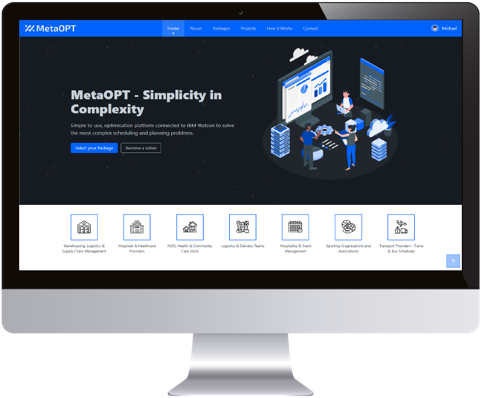 MetaOPT
Home About Packages Projects How it Works Contact Michael
MetaOPT - Simplicity in
Complexity
Simple to use, optimisation platform connected to IBM Watson to solve
the most complex scheduling and planning problems.
Select your Package Become a solver
Warehousing, Logistics & Hospitals & Healthcare NDIS, Health & Community Logistics & Delivery Teams Hospitality & Event Sporting Organisations and Transport Providers - Trains
Supply Chain Management Providers Care Visits Management Associations & Bus Schedules